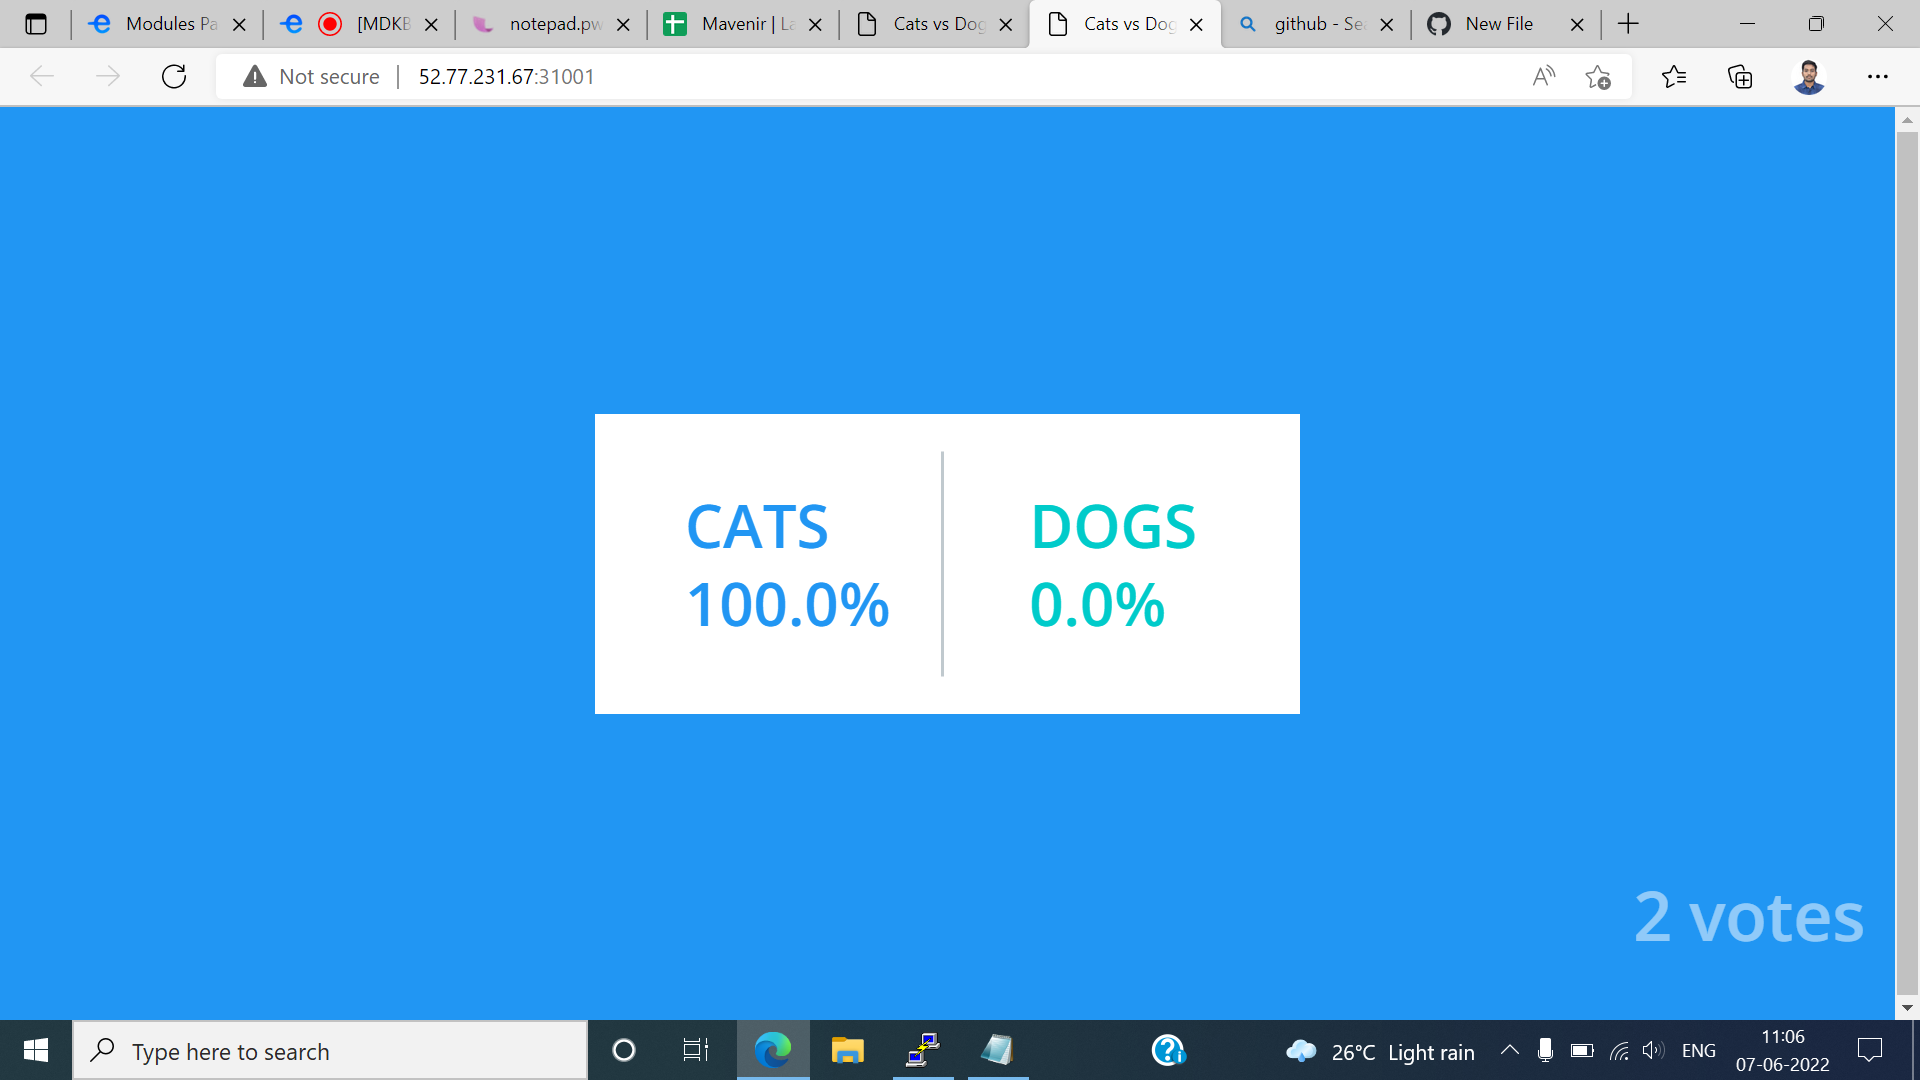 Modules Pa
[MDKB
notepad.pw
Mavenir | La
Cats vs Dog
Cats vs Dog
github - Sea
New File
Not secure
52.77.231.67:31001
CATS
100.0%
DOGS
0.0%
2 votes
Type here to search
26°C Light rain
ENG
11:06
07-06-2022